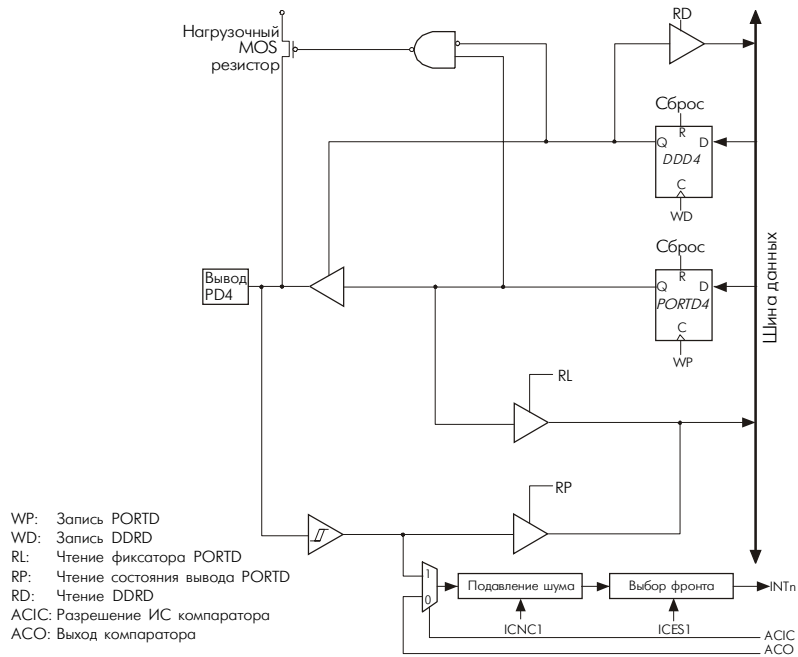 RD
Нагрузочный
MOS
резистор
Сброс
R
Q D
DDD4
C
WD
Сброс
R
Q D
PORTD4
C
WP
Шина данных
Вывод
PD4
RL
RP
WP: Запись PORTD
WD: Запись DDRD
RL: Чтение фиксатора PORTD
RP: Чтение состояния вывода PORTD
RD: Чтение DDRD
ACIC: Разрешение ИС компаратора
ACO: Выход компаратора
1
0
Подавление шума
Выбор фронта
INTn
ICNC1
ICES1
ACIC
ACO